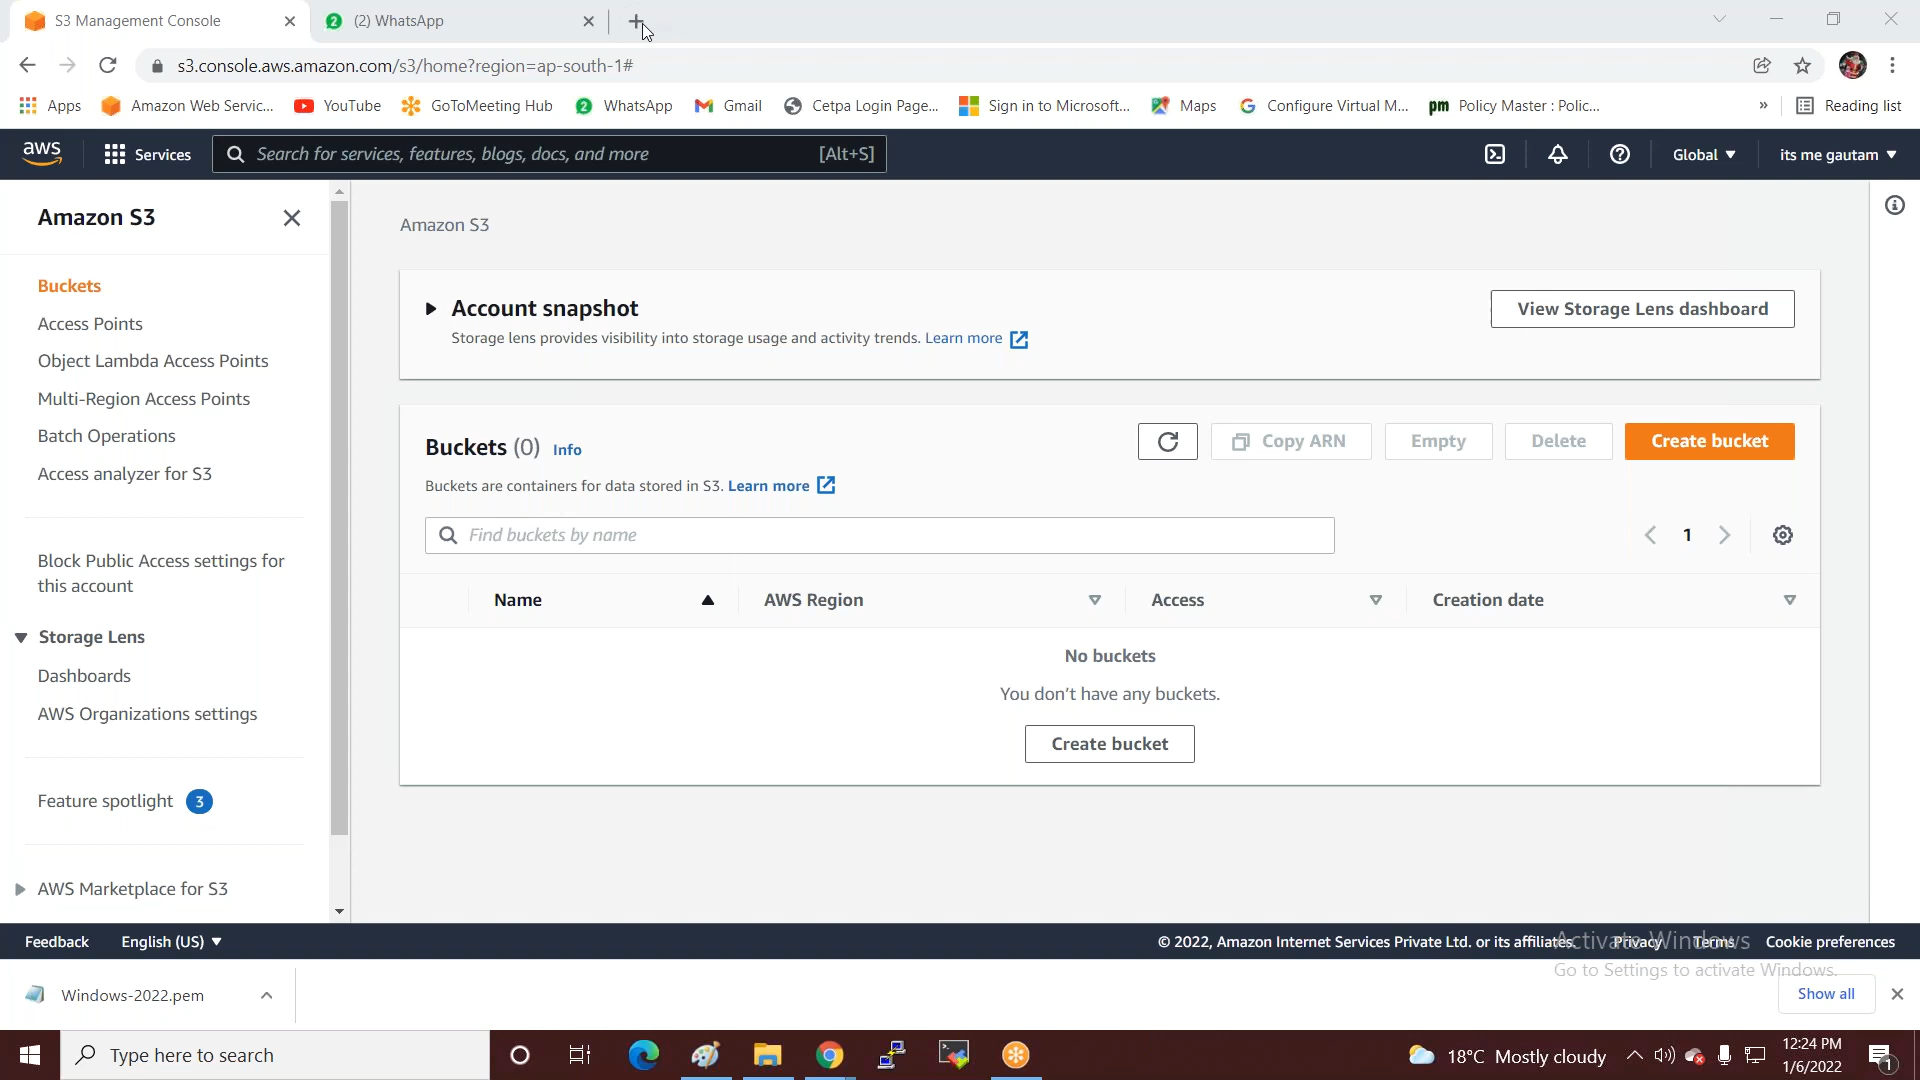 S3 Management Console
(2) WhatsApp
s3.console.aws.amazon.com/s3/home?region=ap-south-1#
Apps
Amazon Web Servic...
YouTube
GoToMeeting Hub
2 WhatsApp
Gmail
Cetpa Login Page...
Sign in to Microsoft...
Maps
Configure Virtual M...
pm Policy Master : Polic...
»
Reading list
aws
Services
Search for services, features, blogs, docs, and more [Alt+S]
Global
its me gautam
Amazon S3
Buckets
Access Points
Object Lambda Access Points
Multi-Region Access Points
Batch Operations
Access analyzer for S3
Block Public Access settings for
this account
Storage Lens
Dashboards
AWS Organizations settings
Feature spotlight 3
AWS Marketplace for S3
Amazon S3
Account snapshot
Storage lens provides visibility into storage usage and activity trends. Learn more
View Storage Lens dashboard
Buckets (0) Info
Copy ARN
Empty
Delete
Create bucket
Buckets are containers for data stored in S3. Learn more
Find buckets by name
1
Name
AWS Region
Access
Creation date
No buckets
You don't have any buckets.
Create bucket
Feedback
English (US)
© 2022, Amazon Internet Services Private Ltd. or its affiliates.
Privacy
Terms
Cookie preferences
Activate Windows
Go to Settings to activate Windows.
Windows-2022.pem
Show all
Type here to search
18°C Mostly cloudy
12:24 PM
1/6/2022
1